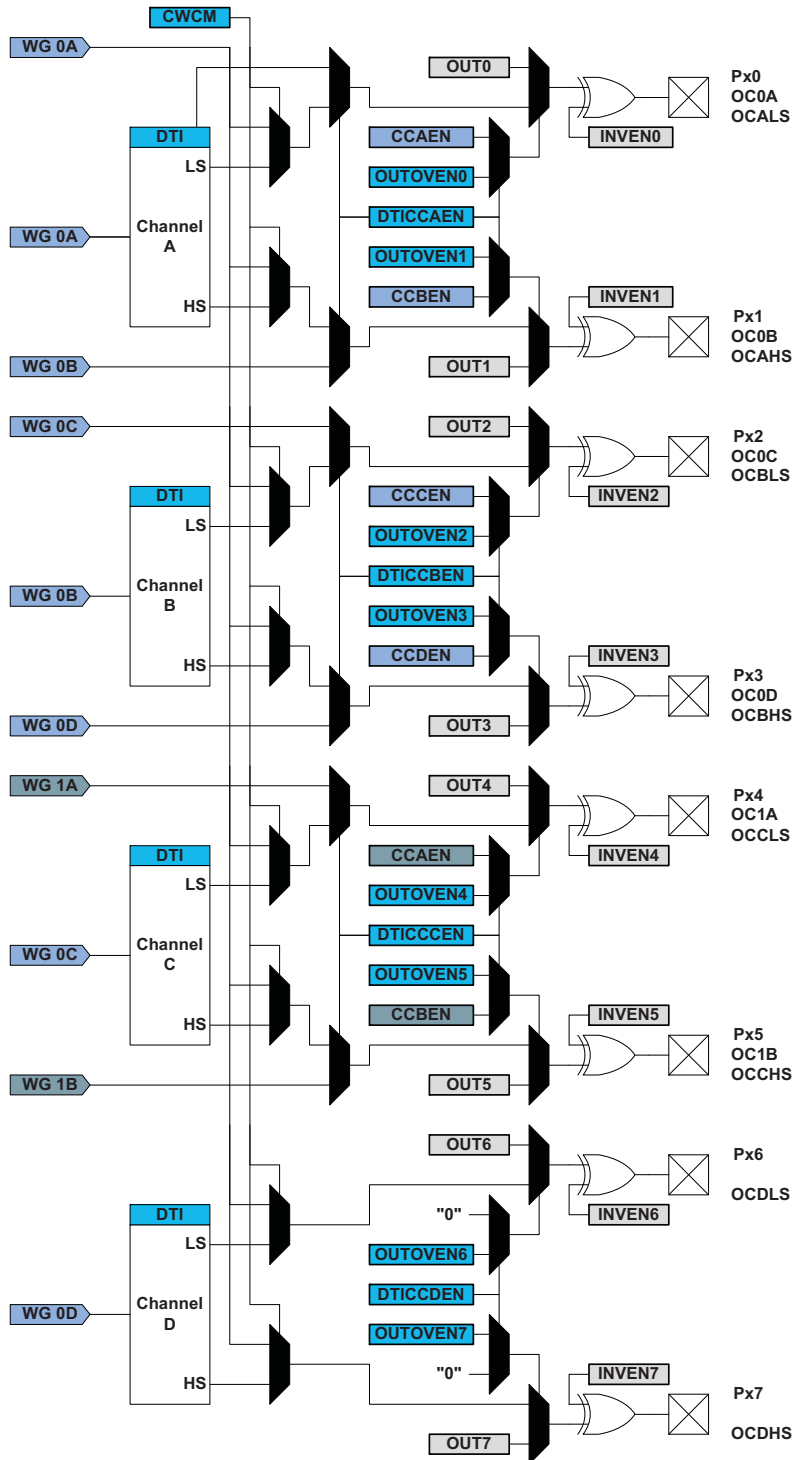 CWCM
WG 0A
OUT0
Px0
OC0A
OCALS
DTI
CCAEN
INVEN0
LS
OUTOVEN0
WG 0A
Channel
A
DTICCAEN
OUTOVEN1
HS
CCBEN
INVEN1
Px1
OC0B
OCAHS
WG 0B
OUT1
WG 0C
OUT2
Px2
OC0C
OCBLS
DTI
CCCEN
INVEN2
LS
OUTOVEN2
WG 0B
Channel
B
DTICCBEN
OUTOVEN3
HS
CCDEN
INVEN3
Px3
OC0D
OCBHS
WG 0D
OUT3
WG 1A
OUT4
Px4
OC1A
OCCLS
DTI
CCAEN
INVEN4
LS
OUTOVEN4
WG 0C
Channel
C
DTICCCEN
OUTOVEN5
HS
CCBEN
INVEN5
Px5
OC1B
OCCHS
WG 1B
OUT5
OUT6
Px6
OCDLS
DTI
"0"
INVEN6
LS
OUTOVEN6
WG 0D
Channel
D
DTICCDEN
OUTOVEN7
HS
"0"
INVEN7
Px7
OCDHS
OUT7